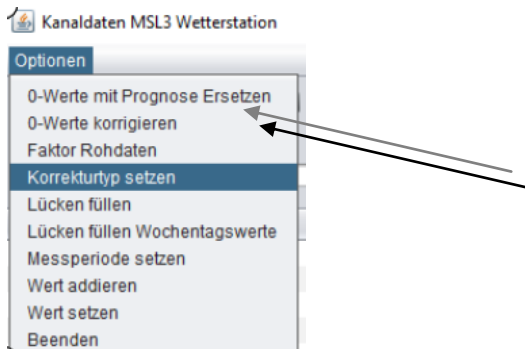 Kanaldaten MSL3 Wetterstation
Optionen
0-Werte mit Prognose Ersetzen
0-Werte korrigieren
Faktor Rohdaten
Korrekturtyp setzen
Lücken füllen
Lücken füllen Wochentagswerte
Messperiode setzen
Wert addieren
Wert setzen
Beenden